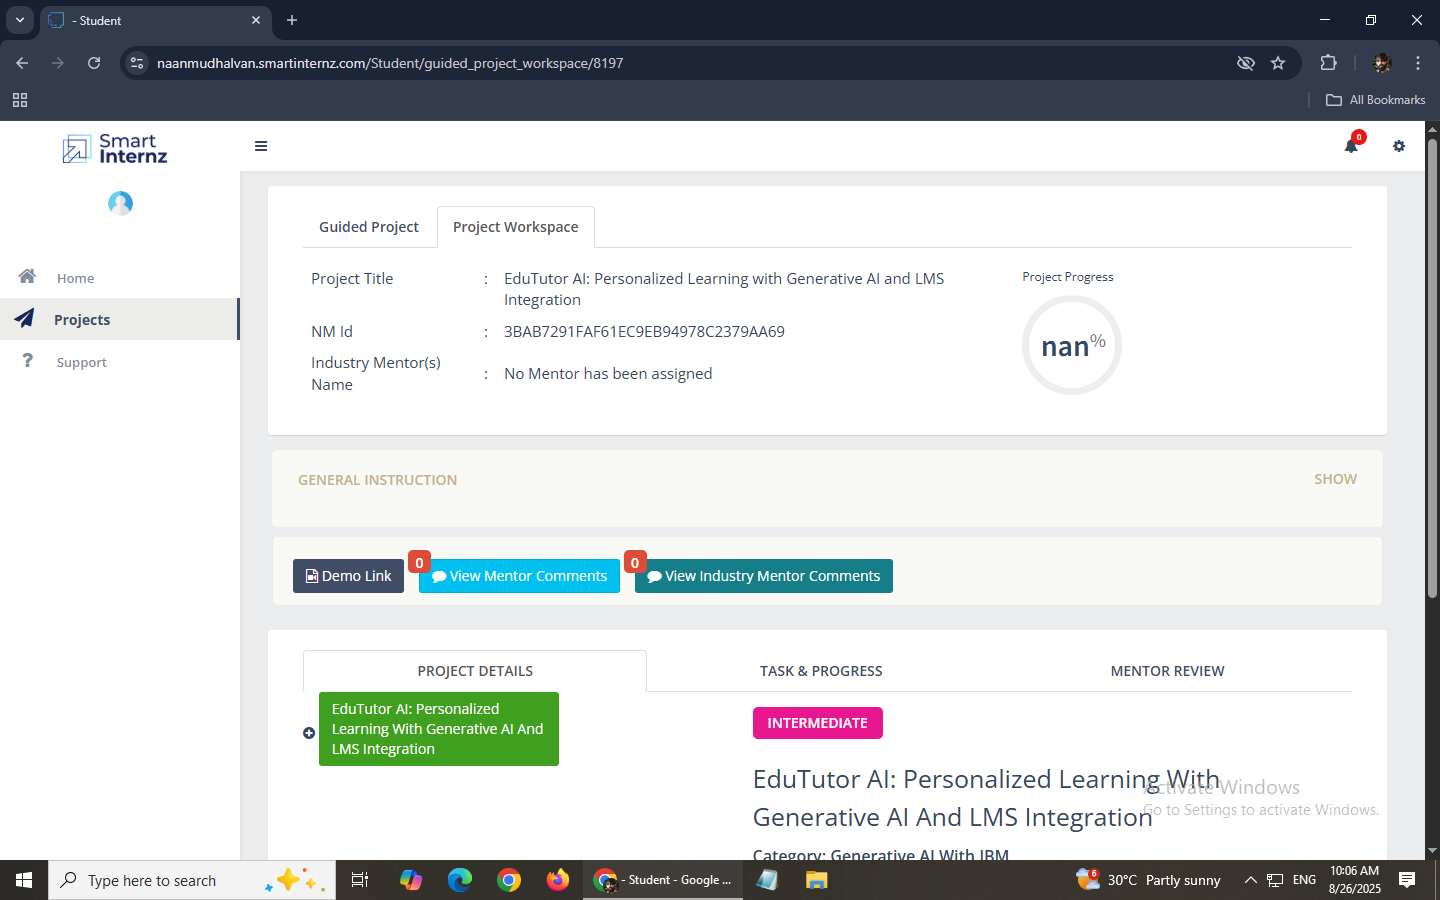 - Student
naanmudhalvan.smartinternz.com/Student/guided_project_workspace/8197
All Bookmarks
Smart
Internz
0
Home
Projects
Support
Guided Project
Project Workspace
Project Title : EduTutor AI: Personalized Learning with Generative AI and LMS
Integration
NM Id : 3BAB7291FAF61EC9EB94978C2379AA69
Industry Mentor(s)
Name : No Mentor has been assigned
Project Progress
nan%
GENERAL INSTRUCTION
SHOW
Demo Link
0
View Mentor Comments
0
View Industry Mentor Comments
PROJECT DETAILS
TASK & PROGRESS
MENTOR REVIEW
EduTutor AI: Personalized
Learning With Generative AI And
LMS Integration
INTERMEDIATE
EduTutor AI: Personalized Learning With
Generative AI And LMS Integration
Category: Generative AI With IBM
Activate Windows
Go to Settings to activate Windows.
Type here to search
- Student - Google ...
6
30°C Partly sunny
ENG
10:06 AM
8/26/2025